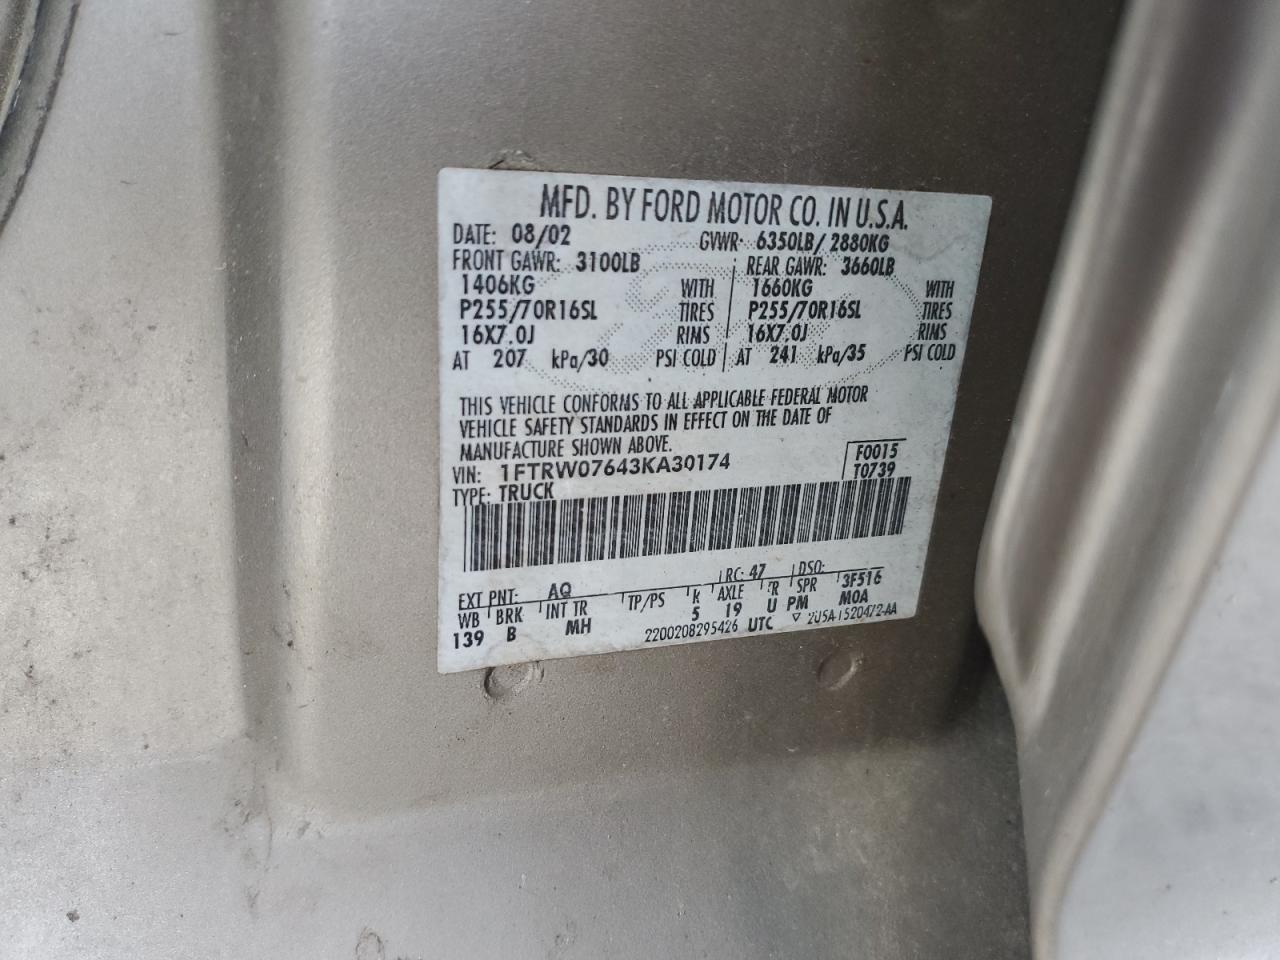 MFD. BY FORD MOTOR CO. IN U.S.A.
DATE: 08/02 GVWR: 6350LB/ 2880KG
FRONT GAWR: 3100LB REAR GAWR: 3660LB
1406KG WITH 1660KG WITH
P255/70R16SL TIRES P255/70R16SL TIRES
16X7.0J RIMS 16X7.0J RIMS
AT 207 kPa/30 PSI COLD AT 241 kPa/35 PSI COLD
THIS VEHICLE CONFORMS TO ALL APPLICABLE FEDERAL MOTOR
VEHICLE SAFETY STANDARDS IN EFFECT ON THE DATE OF
MANUFACTURE SHOWN ABOVE.
VIN: 1FTRW07643KA30174 F0015
TYPE: TRUCK T0739
EXT PNT: AQ RC: 47 DSO:
WB BRK INT TR TP/PS R AXLE TR SPR 3F516
139 B MH 5 19 U PM M0A
2200208295426 UTC